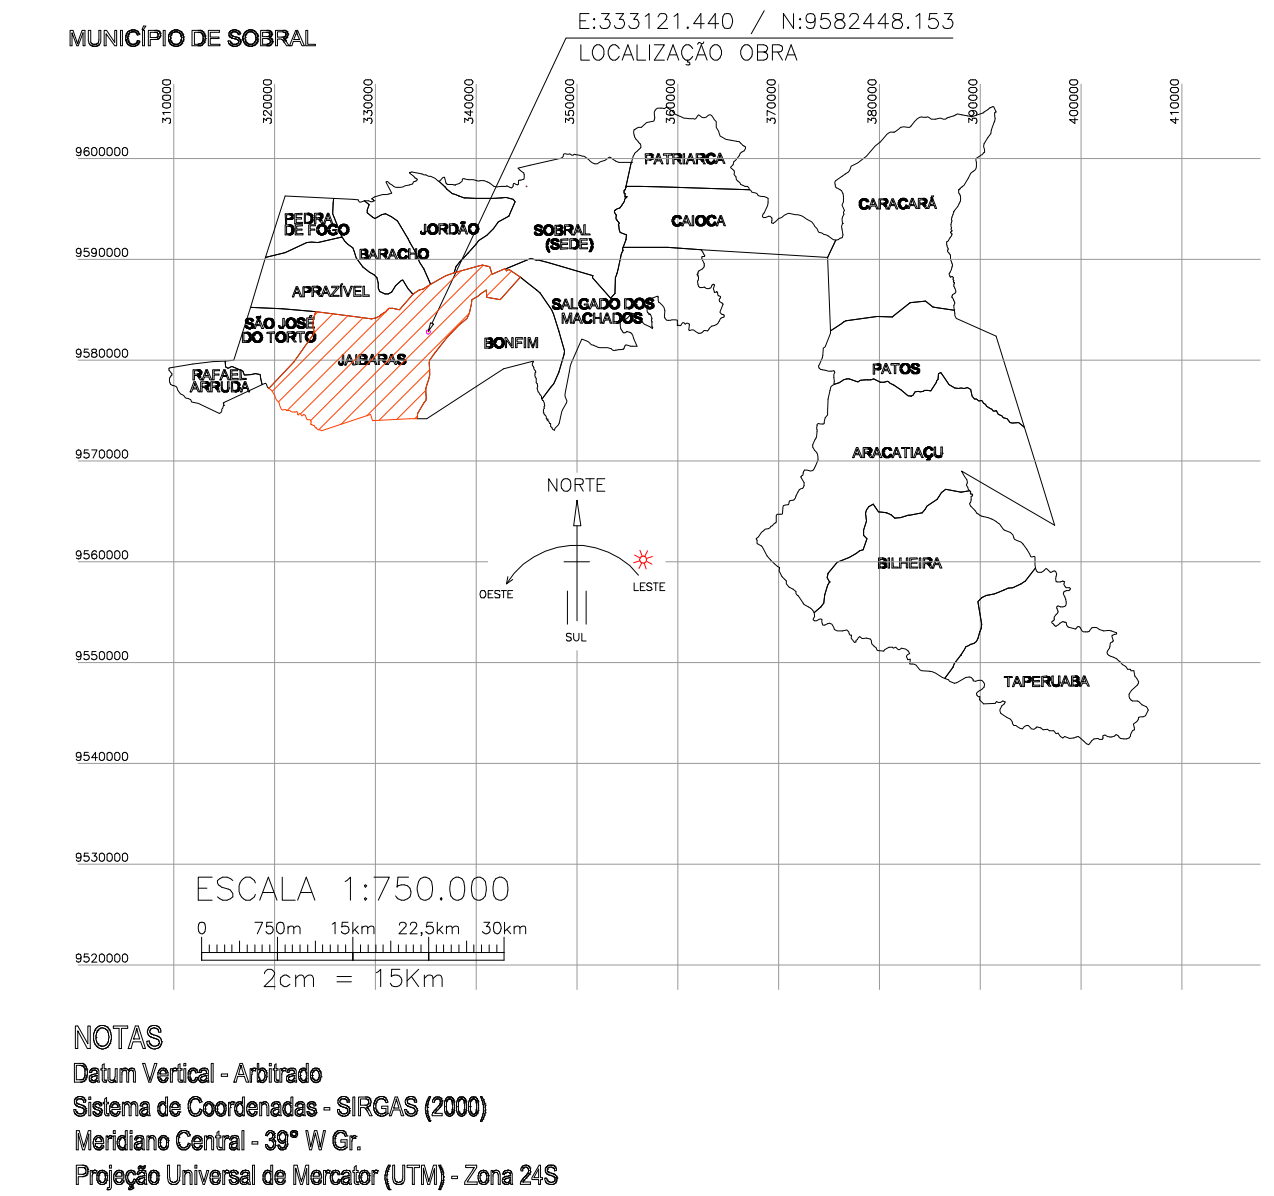 E:333121.440 / N:9582448.153
MUNICÍPIO DE SOBRAL
LOCALIZAÇÃO OBRA
310000
320000
330000
340000
350000
360000
370000
380000
390000
400000
410000
9600000
PATRIARCA
CARACARÁ
PEDRA
DE FOGO
JORDÃO
SOBRAL
(SEDE)
CAIOCA
9590000
BARACHO
APRAZÍVEL
SALGADO DOS
MACHADOS
SÃO JOSÉ
DO TORTO
BONFIM
9580000
JAIBARAS
PATOS
RAFAEL
ARRUDA
9570000
ARACATIAÇU
NORTE
9560000
BILHEIRA
OESTE
LESTE
SUL
9550000
TAPERUABA
9540000
9530000
ESCALA 1:750.000
0 750m 15km 22,5km 30km
9520000
2cm = 15Km
NOTAS
Datum Vertical - Arbitrado
Sistema de Coordenadas - SIRGAS (2000)
Meridiano Central - 39° W Gr.
Projeção Universal de Mercator (UTM) - Zona 24S